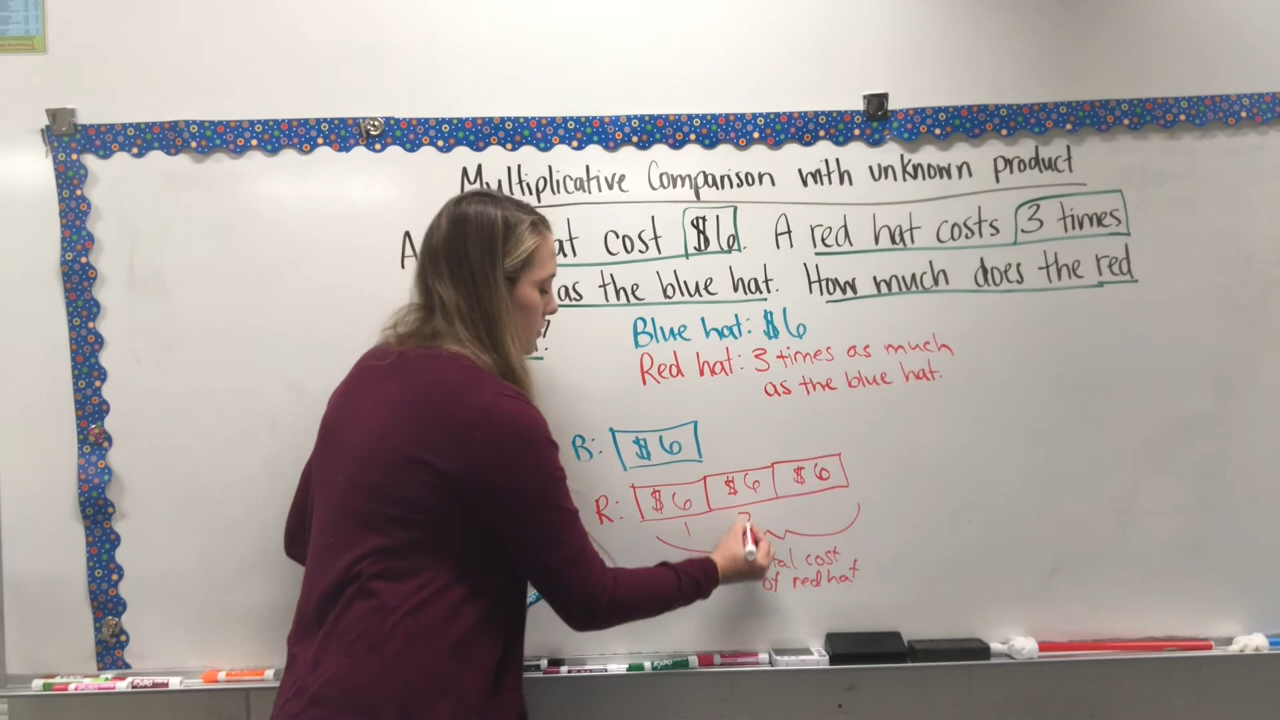 Multiplicative Comparison with unknown product
A at cost $6. A red hat costs 3 times
as the blue hat. How much does the red
?
Blue hat: $6
Red hat: 3 times as much
as the blue hat.
B: $6
R: $6 $6 $6
1
tal cost
of red hat